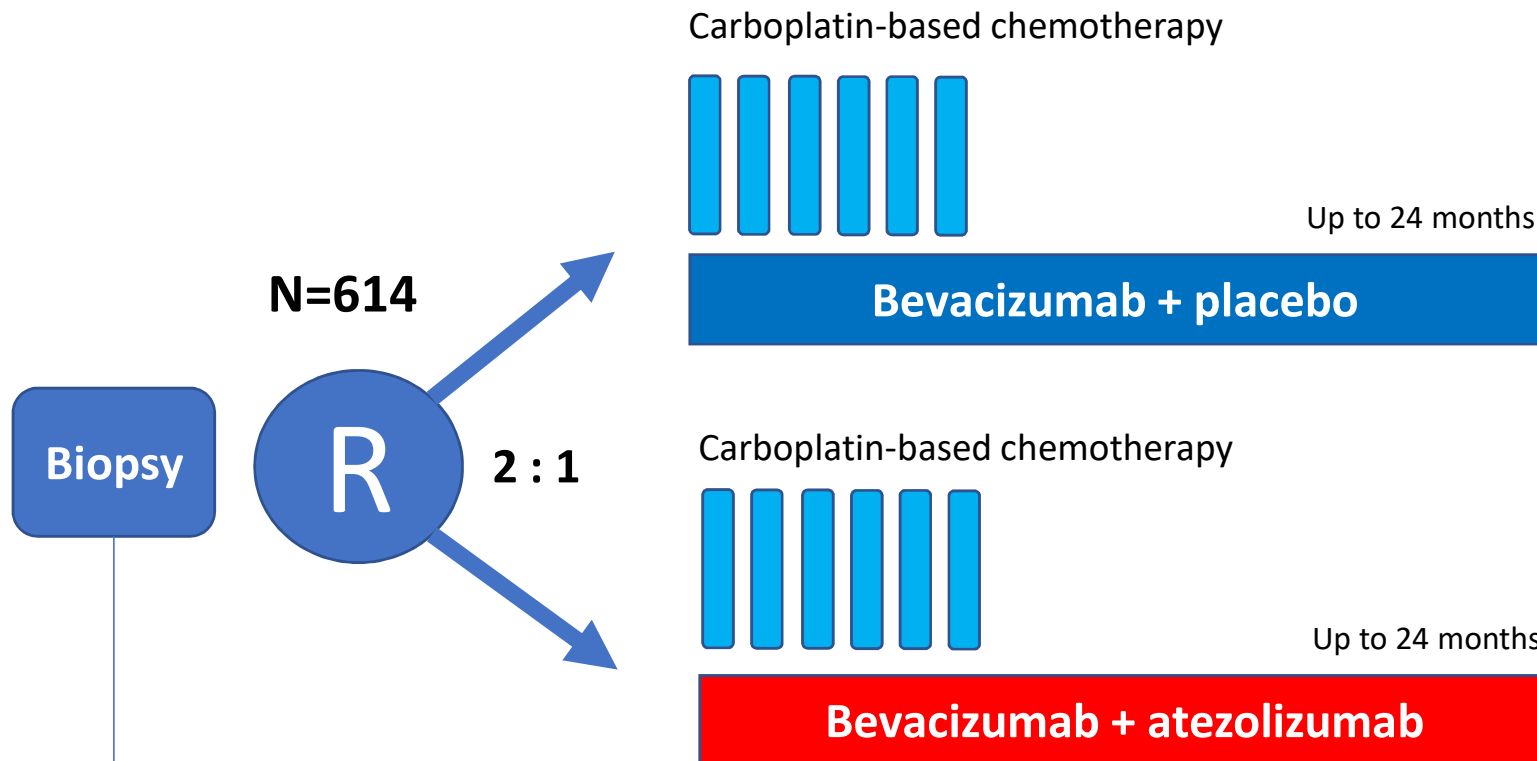 Carboplatin-based chemotherapy
Up to 24 months
Bevacizumab + placebo
N=614
Biopsy
R
2 : 1
Carboplatin-based chemotherapy
Up to 24 months
Bevacizumab + atezolizumab